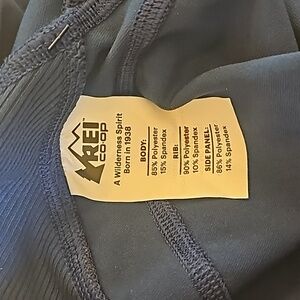 REI
CO·OP
A Wilderness Spirit
Born in 1938
BODY:
85% Polyester
15% Spandex
RIB:
90% Polyester
10% Spandex
SIDE PANEL:
86% Polyester
14% Spandex